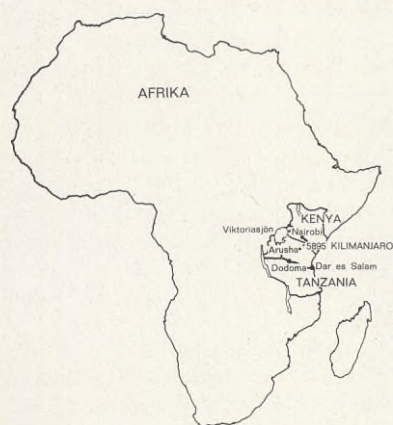 AFRIKA
KENYA
Viktoriasjön
Nairobi
5895 KILIMANJARO
Arusha
Dodoma
Dar es Salam
TANZANIA